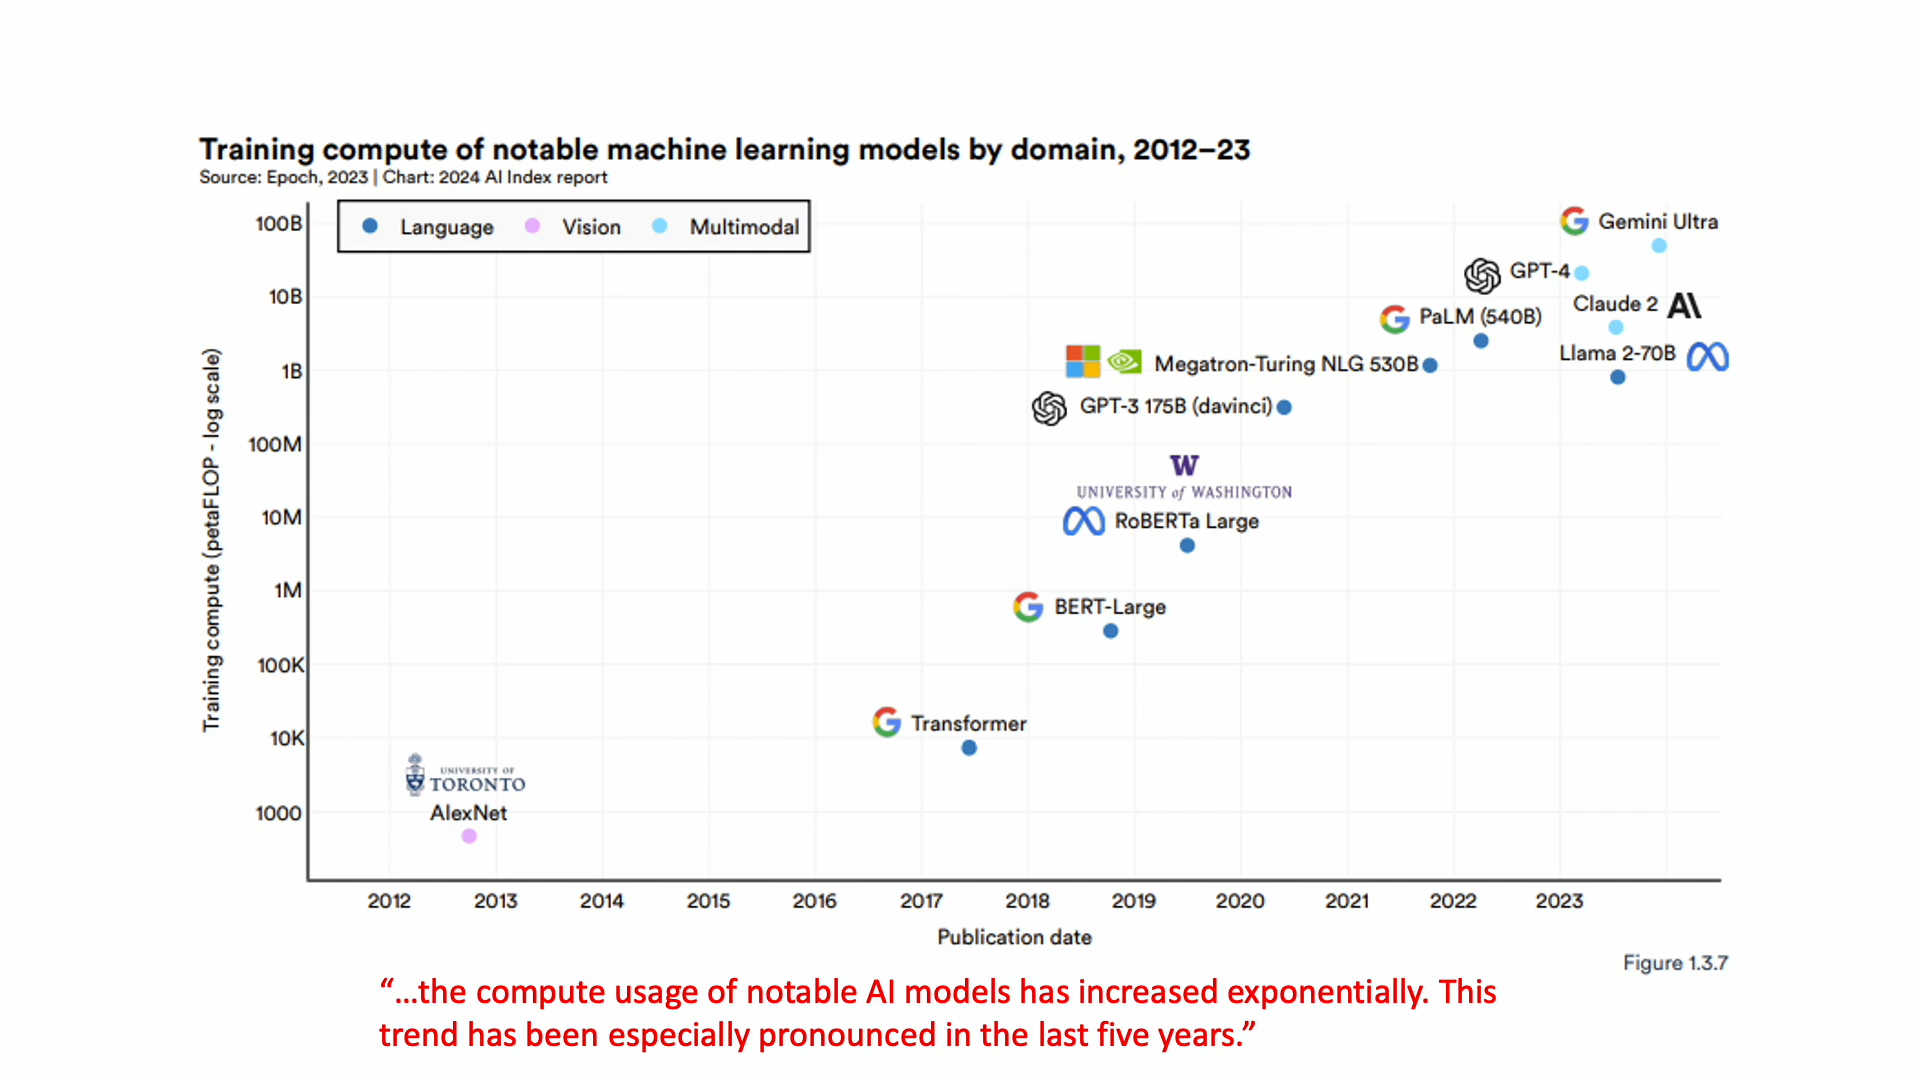 Training compute of notable machine learning models by domain, 2012–23
Source: Epoch, 2023 | Chart: 2024 AI Index report
Language Vision Multimodal
Training compute (petaFLOP - log scale)
100B
10B
1B
100M
10M
1M
100K
10K
1000
Gemini Ultra
GPT-4
Claude 2 A\
PaLM (540B)
Llama 2-70B
Megatron-Turing NLG 530B
GPT-3 175B (davinci)
W
UNIVERSITY of WASHINGTON
RoBERTa Large
BERT-Large
Transformer
UNIVERSITY OF
TORONTO
AlexNet
2012 2013 2014 2015 2016 2017 2018 2019 2020 2021 2022 2023
Publication date
Figure 1.3.7
“...the compute usage of notable AI models has increased exponentially. This
trend has been especially pronounced in the last five years.”